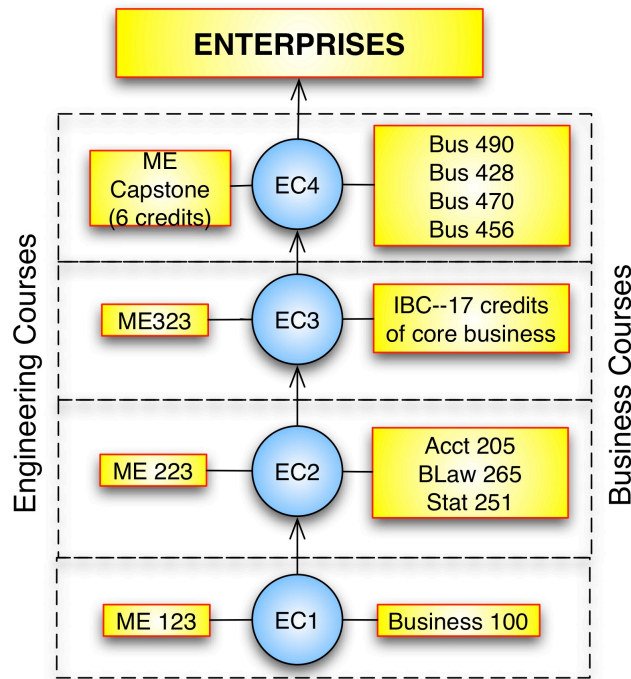 ENTERPRISES
ME
Capstone
(6 credits)
EC4
Bus 490
Bus 428
Bus 470
Bus 456
Engineering Courses
Business Courses
ME323
EC3
IBC--17 credits
of core business
ME 223
EC2
Acct 205
BLaw 265
Stat 251
ME 123
EC1
Business 100